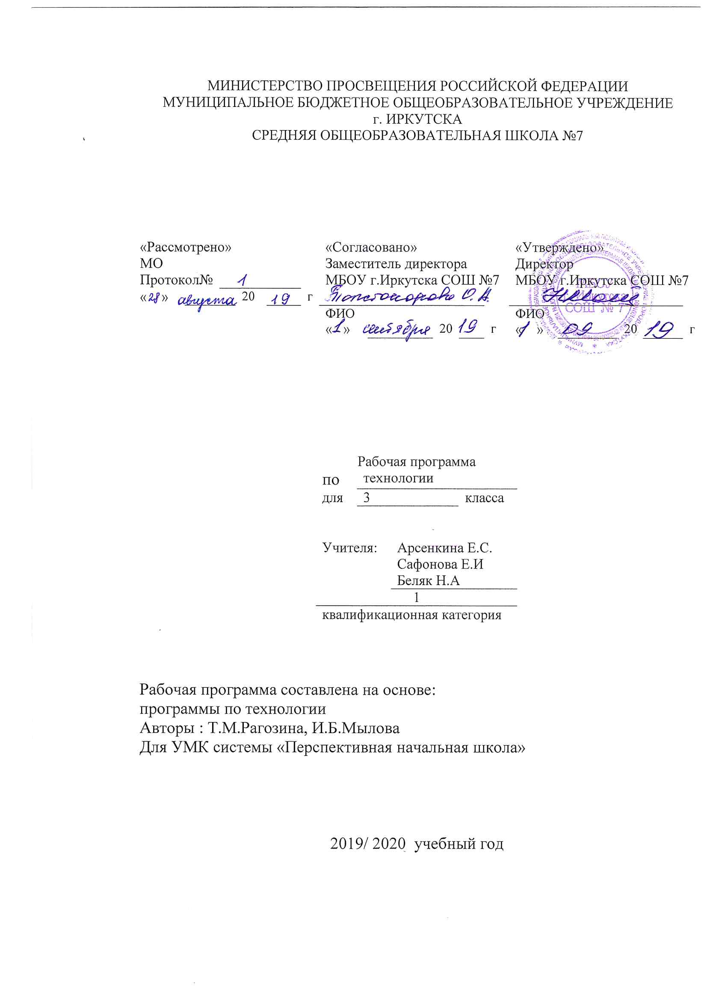 МИНИСТЕРСТВО ПРОСВЕЩЕНИЯ РОССИЙСКОЙ ФЕДЕРАЦИИ
МУНИЦИПАЛЬНОЕ БЮДЖЕТНОЕ ОБЩЕОБРАЗОВАТЕЛЬНОЕ УЧРЕЖДЕНИЕ
г. ИРКУТСКА
СРЕДНЯЯ ОБЩЕОБРАЗОВАТЕЛЬНАЯ ШКОЛА №7
«Рассмотрено»
МО
Протокол№ 1
«28» августа 20 19 г
«Согласовано»
Заместитель директора
МБОУ г.Иркутска СОШ №7
О.А.
ФИО
«1» сентября 20 19 г
«Утверждено»
Директор
МБОУ г.Иркутска СОШ №7
ФИО
«1» 09 20 19 г
МБОУ
г. Иркутска
СОШ № 7
Рабочая программа
по технологии
для 3 класса
Учителя: Арсенкина Е.С.
Сафонова Е.И
Беляк Н.А
1
квалификационная категория
Рабочая программа составлена на основе:
программы по технологии
Авторы : Т.М.Рагозина, И.Б.Мылова
Для УМК системы «Перспективная начальная школа»
2019/ 2020 учебный год